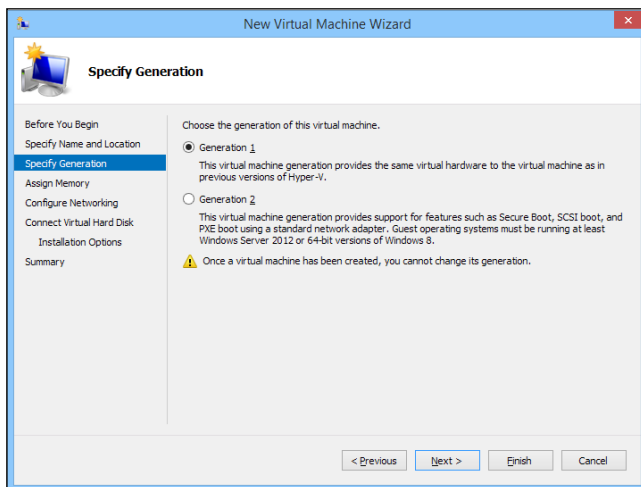 New Virtual Machine Wizard
Specify Generation
Before You Begin
Specify Name and Location
Specify Generation
Assign Memory
Configure Networking
Connect Virtual Hard Disk
Installation Options
Summary
Choose the generation of this virtual machine.
Generation 1
This virtual machine generation provides the same virtual hardware to the virtual machine as in
previous versions of Hyper-V.
Generation 2
This virtual machine generation provides support for features such as Secure Boot, SCSI boot, and
PXE boot using a standard network adapter. Guest operating systems must be running at least
Windows Server 2012 or 64-bit versions of Windows 8.
Once a virtual machine has been created, you cannot change its generation.
< Previous
Next >
Finish
Cancel